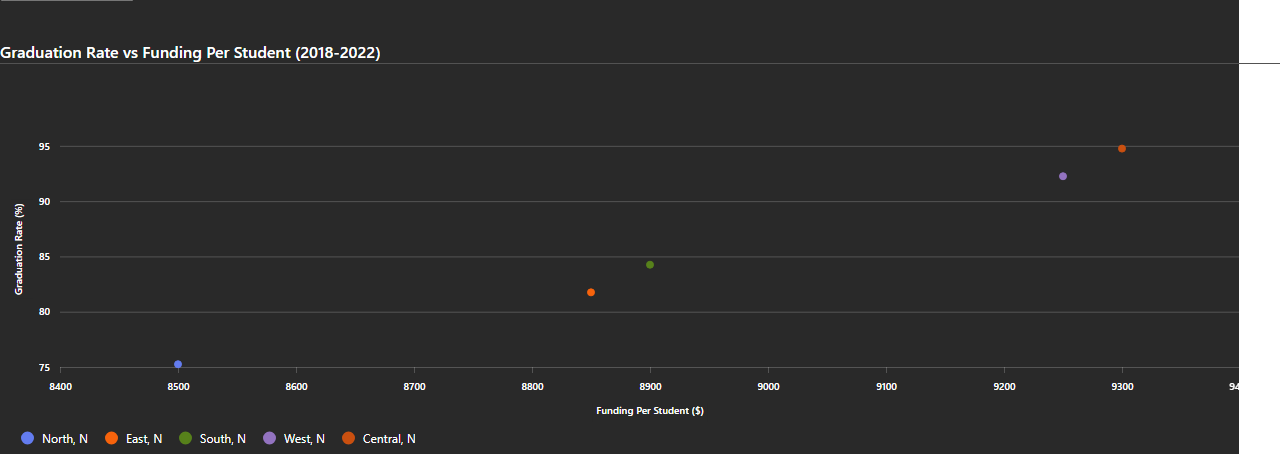 Graduation Rate vs Funding Per Student (2018-2022)
95
90
85
80
75
Graduation Rate (%)
8400 8500 8600 8700 8800 8900 9000 9100 9200 9300 94
Funding Per Student ($)
North, N East, N South, N West, N Central, N